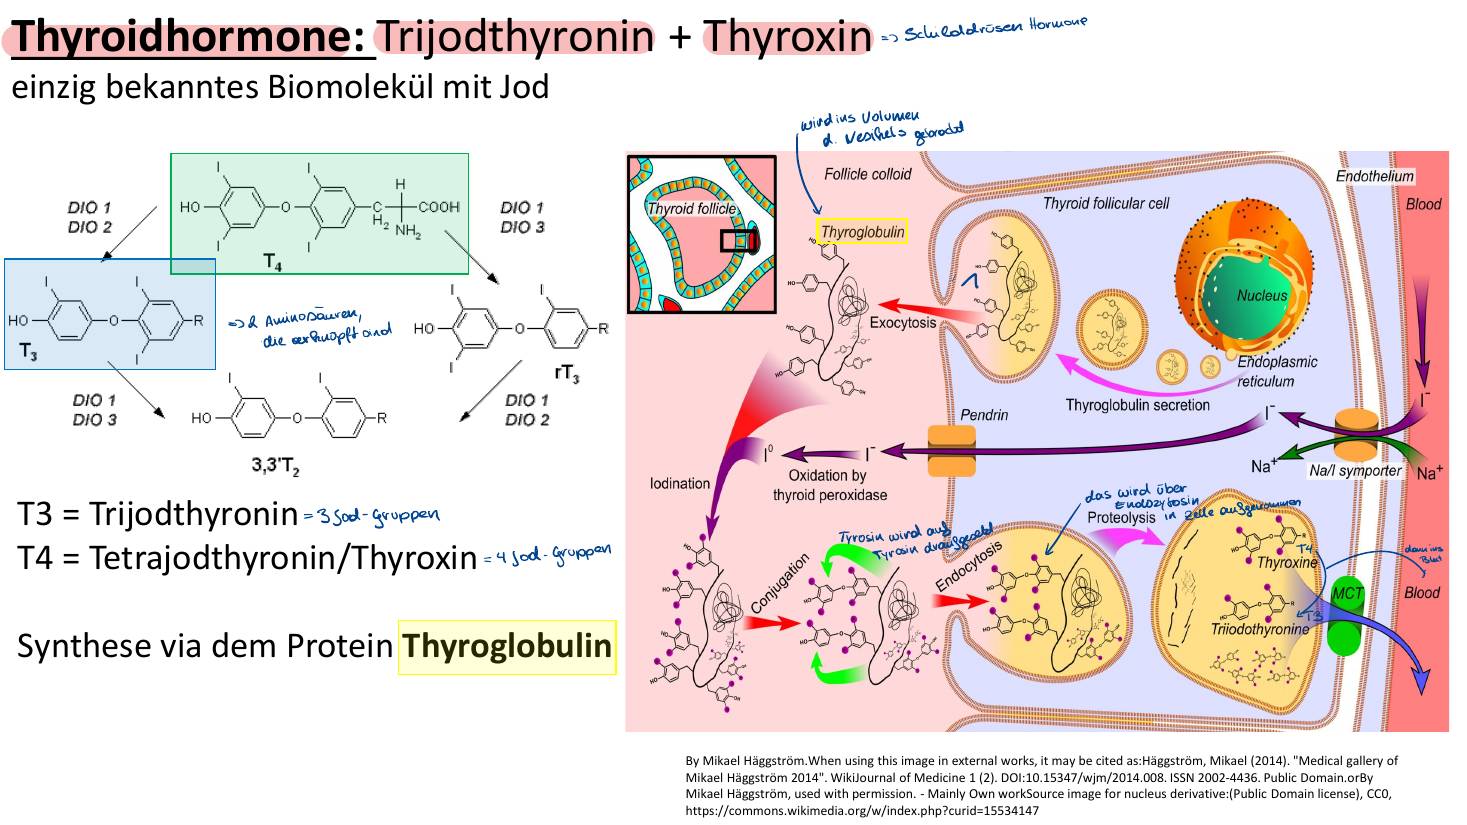 Thyroidhormone: Trijodthyronin + Thyroxin => Schilddrüsen Hormone
einzig bekanntes Biomolekül mit Jod
wird ins Volumen
d. Vesikels gebracht
DIO 1
DIO 2
I
I
HO
O
I
I
H
COOH
H2
NH2
T4
DIO 1
DIO 3
I
I
HO
O
R
I
T3
=> 2 Aminosäuren,
die verknüpft sind
I
I
HO
O
R
I
rT3
DIO 1
DIO 3
I
I
HO
O
R
3,3'T2
DIO 1
DIO 2
T3 = Trijodthyronin = 3 Jod-Gruppen
T4 = Tetrajodthyronin/Thyroxin = 4 Jod-Gruppen
Synthese via dem Protein Thyroglobulin
Thyroid follicle
Follicle colloid
Thyroglobulin
Exocytosis
Thyroid follicular cell
Nucleus
Endoplasmic
reticulum
Thyroglobulin secretion
Endothelium
Blood
Pendrin
I-
I-
Na+
Na/I symporter
Na+
I0
I-
Oxidation by
thyroid peroxidase
Iodination
Conjugation
Tyrosin wird auf
Tyrosin draufgesetzt
Endocytosis
das wird über
Endozytosin
in Zelle aufgenommen
Proteolysis
T4
Thyroxine
T3
Triiodothyronine
MCT
dann ins
Blut
Blood
By Mikael Häggström.When using this image in external works, it may be cited as:Häggström, Mikael (2014). "Medical gallery of
Mikael Häggström 2014". WikiJournal of Medicine 1 (2). DOI:10.15347/wjm/2014.008. ISSN 2002-4436. Public Domain.orBy
Mikael Häggström, used with permission. - Mainly Own workSource image for nucleus derivative:(Public Domain license), CC0,
https://commons.wikimedia.org/w/index.php?curid=15534147